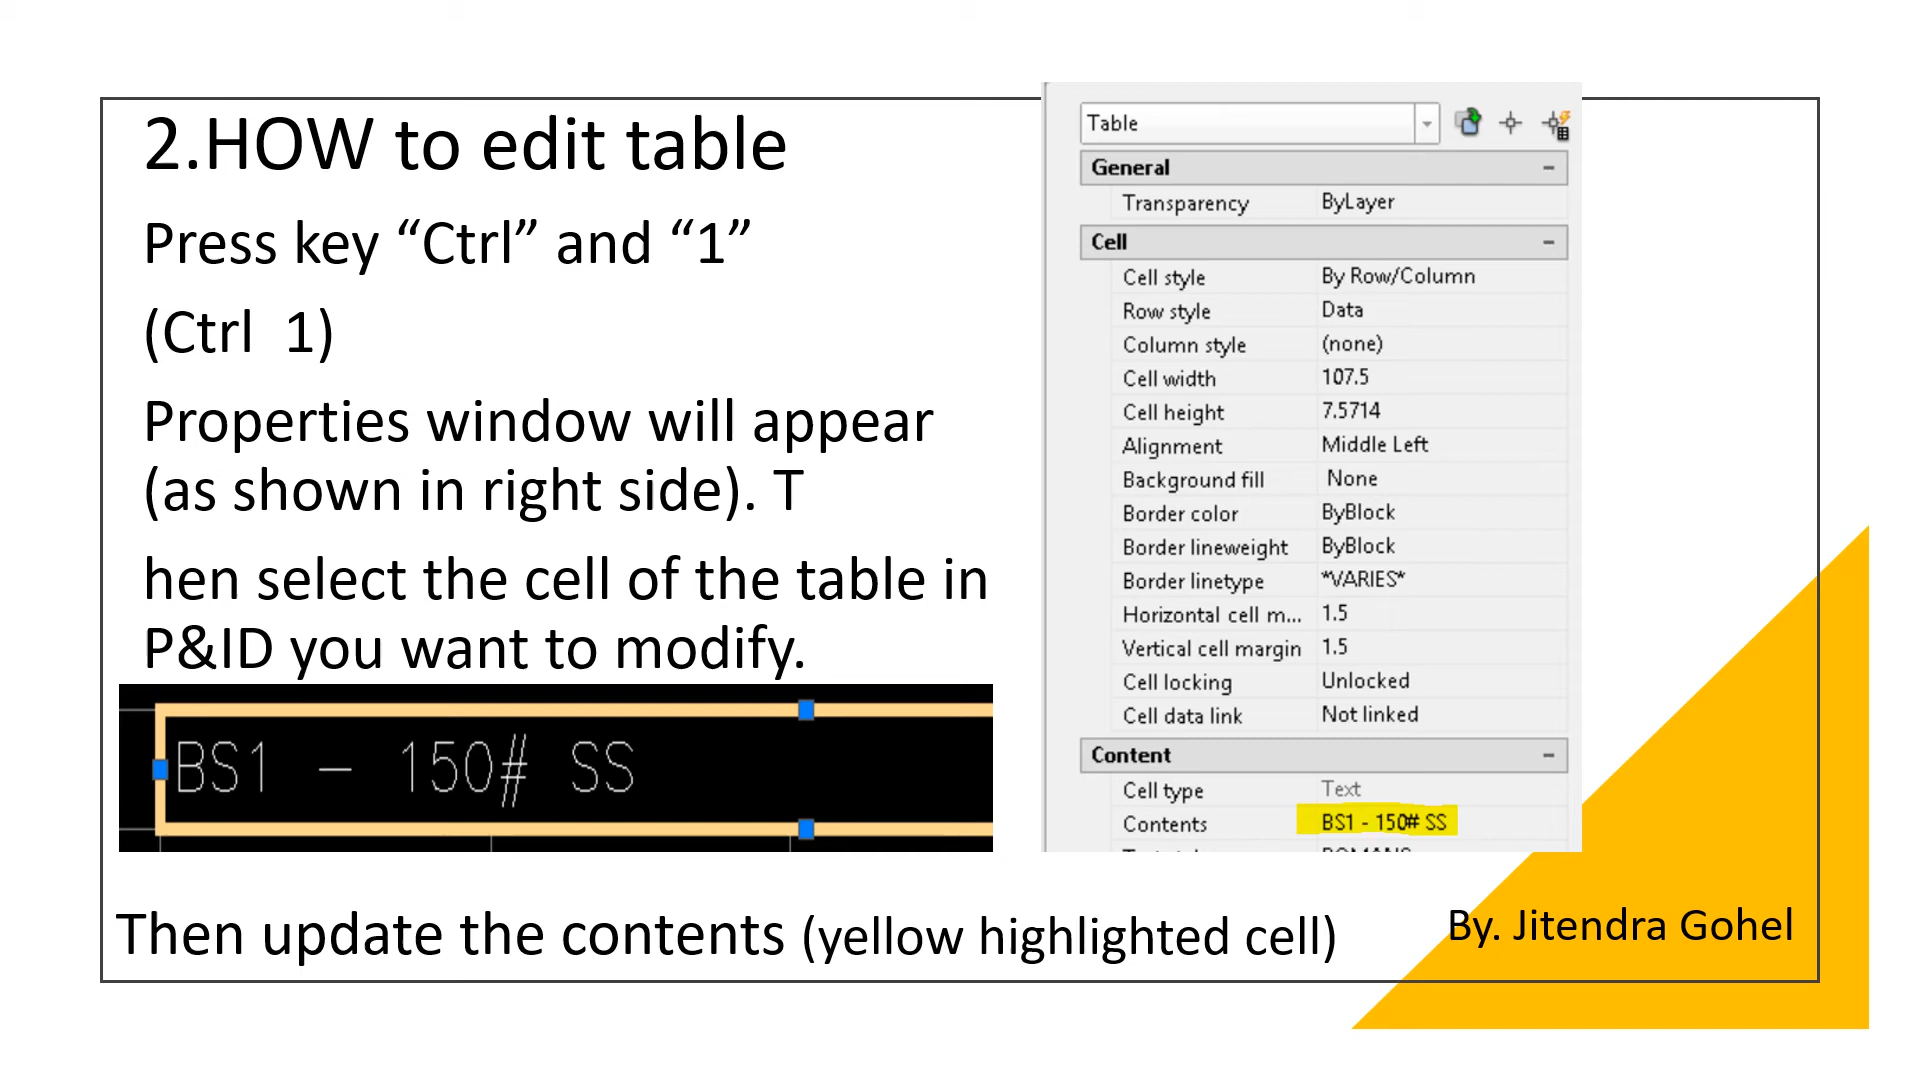 2.HOW to edit table
Press key “Ctrl” and “1”
(Ctrl  1)
Properties window will appear
(as shown in right side). T
hen select the cell of the table in
P&ID you want to modify.
BS1 – 150# SS
Then update the contents (yellow highlighted cell)
Table
General
Transparency ByLayer
Cell
Cell style By Row/Column
Row style Data
Column style (none)
Cell width 107.5
Cell height 7.5714
Alignment Middle Left
Background fill None
Border color ByBlock
Border lineweight ByBlock
Border linetype *VARIES*
Horizontal cell m... 1.5
Vertical cell margin 1.5
Cell locking Unlocked
Cell data link Not linked
Content
Cell type Text
Contents BS1 - 150# SS
By. Jitendra Gohel